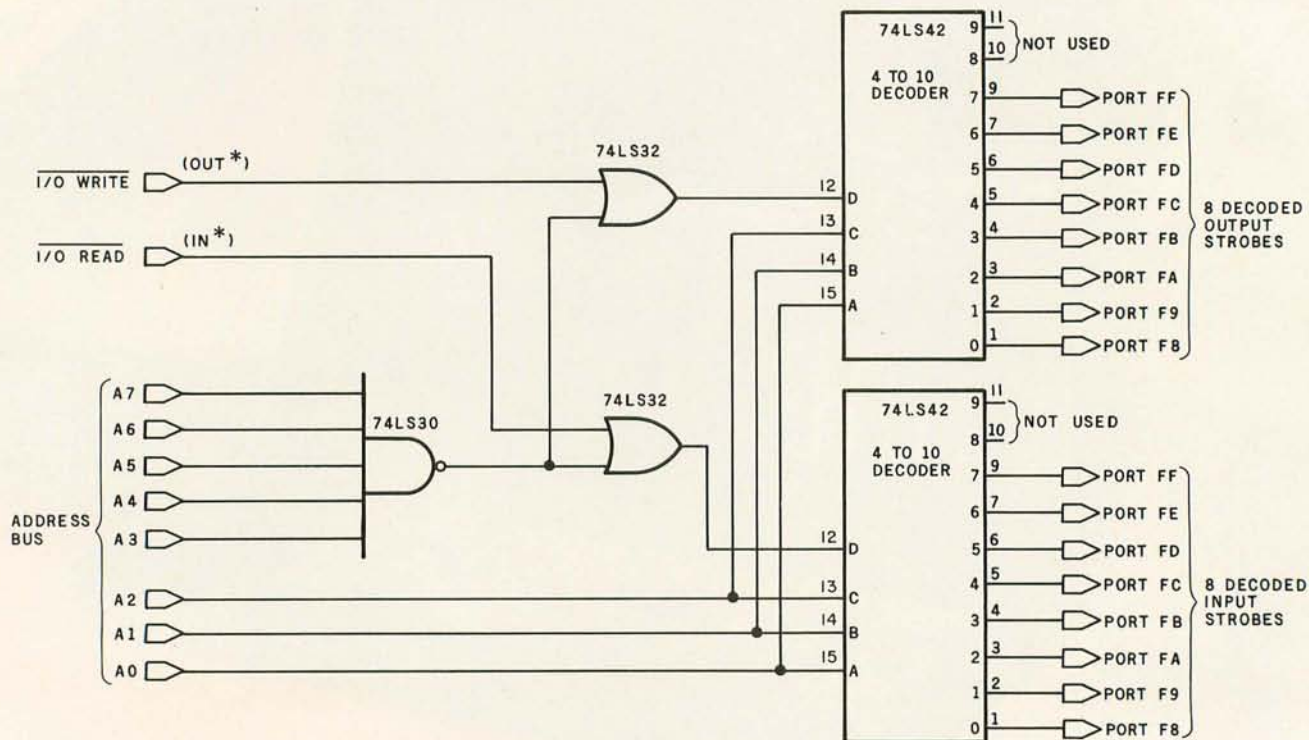 74LS42
4 TO 10
DECODER
9 11
8 10
NOT USED
7 9 PORT FF
6 7 PORT FE
5 6 PORT FD
4 5 PORT FC
3 4 PORT FB
2 3 PORT FA
1 2 PORT F9
0 1 PORT F8
8 DECODED
OUTPUT
STROBES
12 D
13 C
14 B
15 A
I/O WRITE (OUT*)
I/O READ (IN*)
74LS32
74LS32
74LS30
ADDRESS
BUS
A7
A6
A5
A4
A3
A2
A1
A0
74LS42
4 TO 10
DECODER
9 11
8 10
NOT USED
7 9 PORT FF
6 7 PORT FE
5 6 PORT FD
4 5 PORT FC
3 4 PORT FB
2 3 PORT FA
1 2 PORT F9
0 1 PORT F8
8 DECODED
INPUT
STROBES
12 D
13 C
14 B
15 A